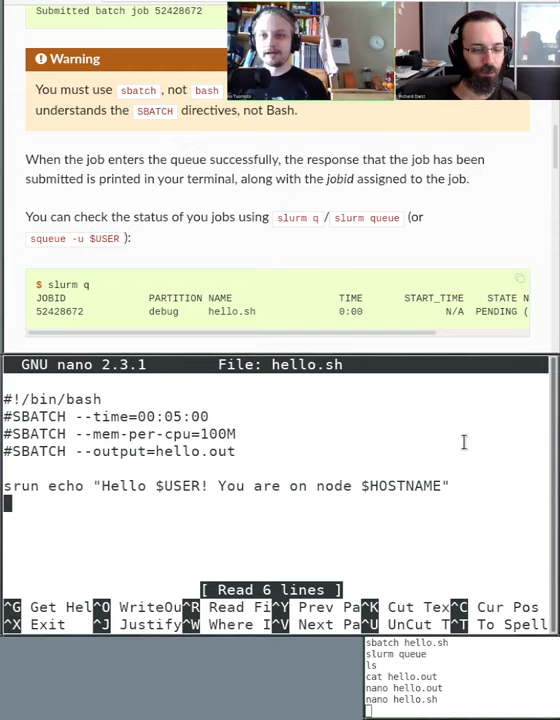 Submitted batch job 52428672
Warning
You must use sbatch, not bash
understands the SBATCH directives, not Bash.
When the job enters the queue successfully, the response that the job has been
submitted is printed in your terminal, along with the jobid assigned to the job.
You can check the status of you jobs using slurm q / slurm queue (or
squeue -u $USER ):
$ slurm q
JOBID PARTITION NAME TIME START_TIME STATE N
52428672 debug hello.sh 0:00 N/A PENDING (
GNU nano 2.3.1 File: hello.sh
#!/bin/bash
#SBATCH --time=00:05:00
#SBATCH --mem-per-cpu=100M
#SBATCH --output=hello.out
srun echo "Hello $USER! You are on node $HOSTNAME"
[ Read 6 lines ]
^G Get Hel^O WriteOu^R Read Fi^Y Prev Pa^K Cut Tex^C Cur Pos
^X Exit ^J Justify^W Where I^V Next Pa^U UnCut T^T To Spell
sbatch hello.sh
slurm queue
ls
cat hello.out
nano hello.out
nano hello.sh